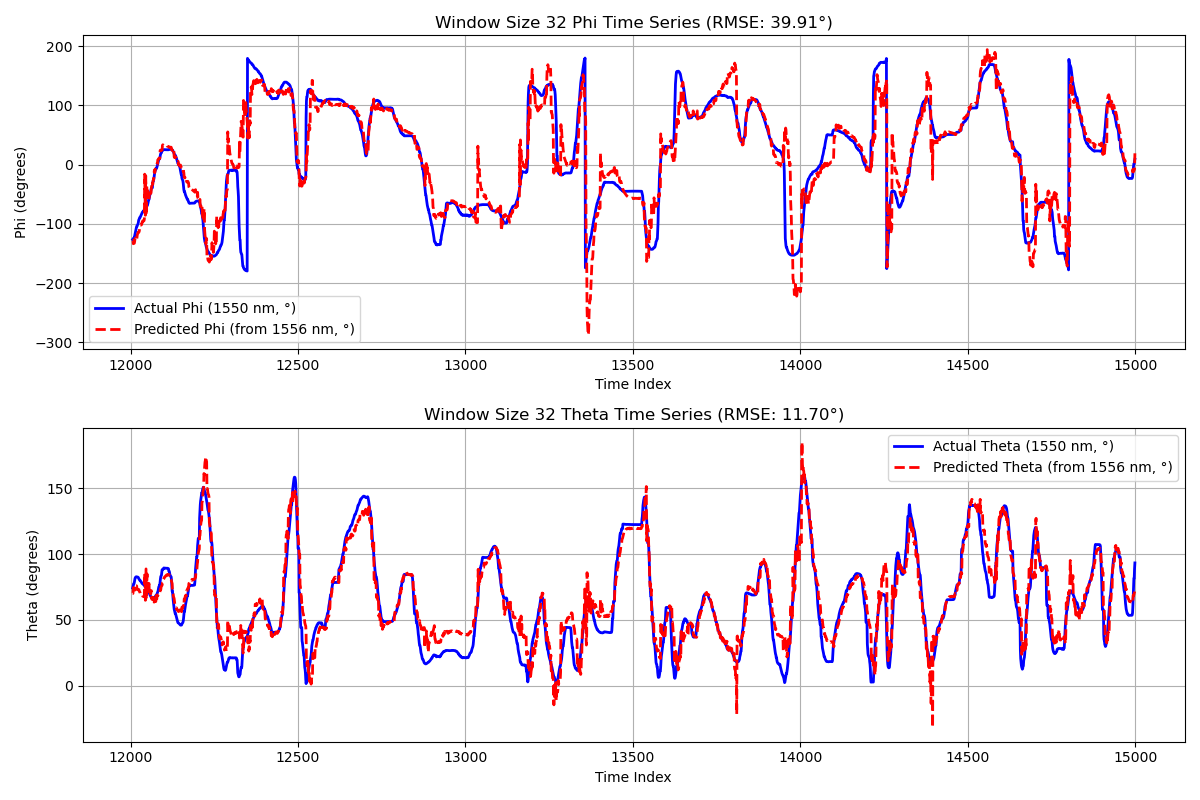 Window Size 32 Phi Time Series (RMSE: 39.91°)
Phi (degrees)
200
100
0
−100
−200
−300
Actual Phi (1550 nm, °)
Predicted Phi (from 1556 nm, °)
12000 12500 13000 13500 14000 14500 15000
Time Index
Window Size 32 Theta Time Series (RMSE: 11.70°)
Theta (degrees)
150
100
50
0
Actual Theta (1550 nm, °)
Predicted Theta (from 1556 nm, °)
12000 12500 13000 13500 14000 14500 15000
Time Index